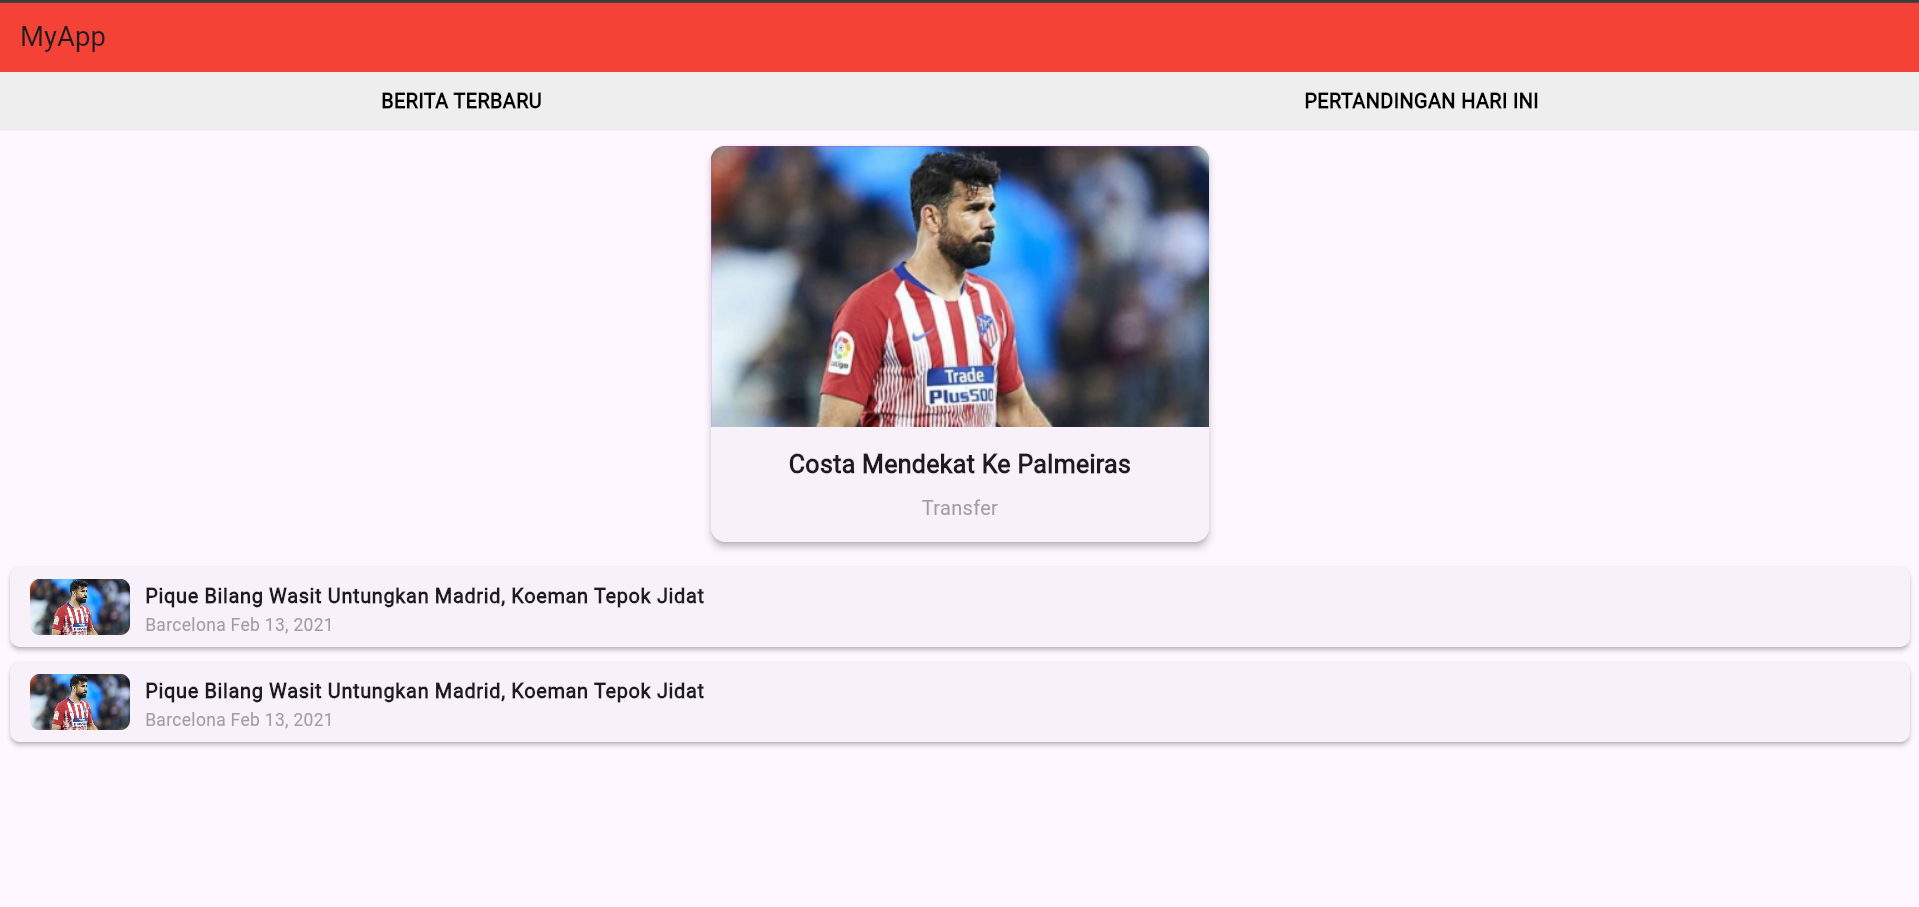 MyApp
BERITA TERBARU
PERTANDINGAN HARI INI
Trade
Plus500
Costa Mendekat Ke Palmeiras
Transfer
Pique Bilang Wasit Untungkan Madrid, Koeman Tepok Jidat
Barcelona Feb 13, 2021
Pique Bilang Wasit Untungkan Madrid, Koeman Tepok Jidat
Barcelona Feb 13, 2021